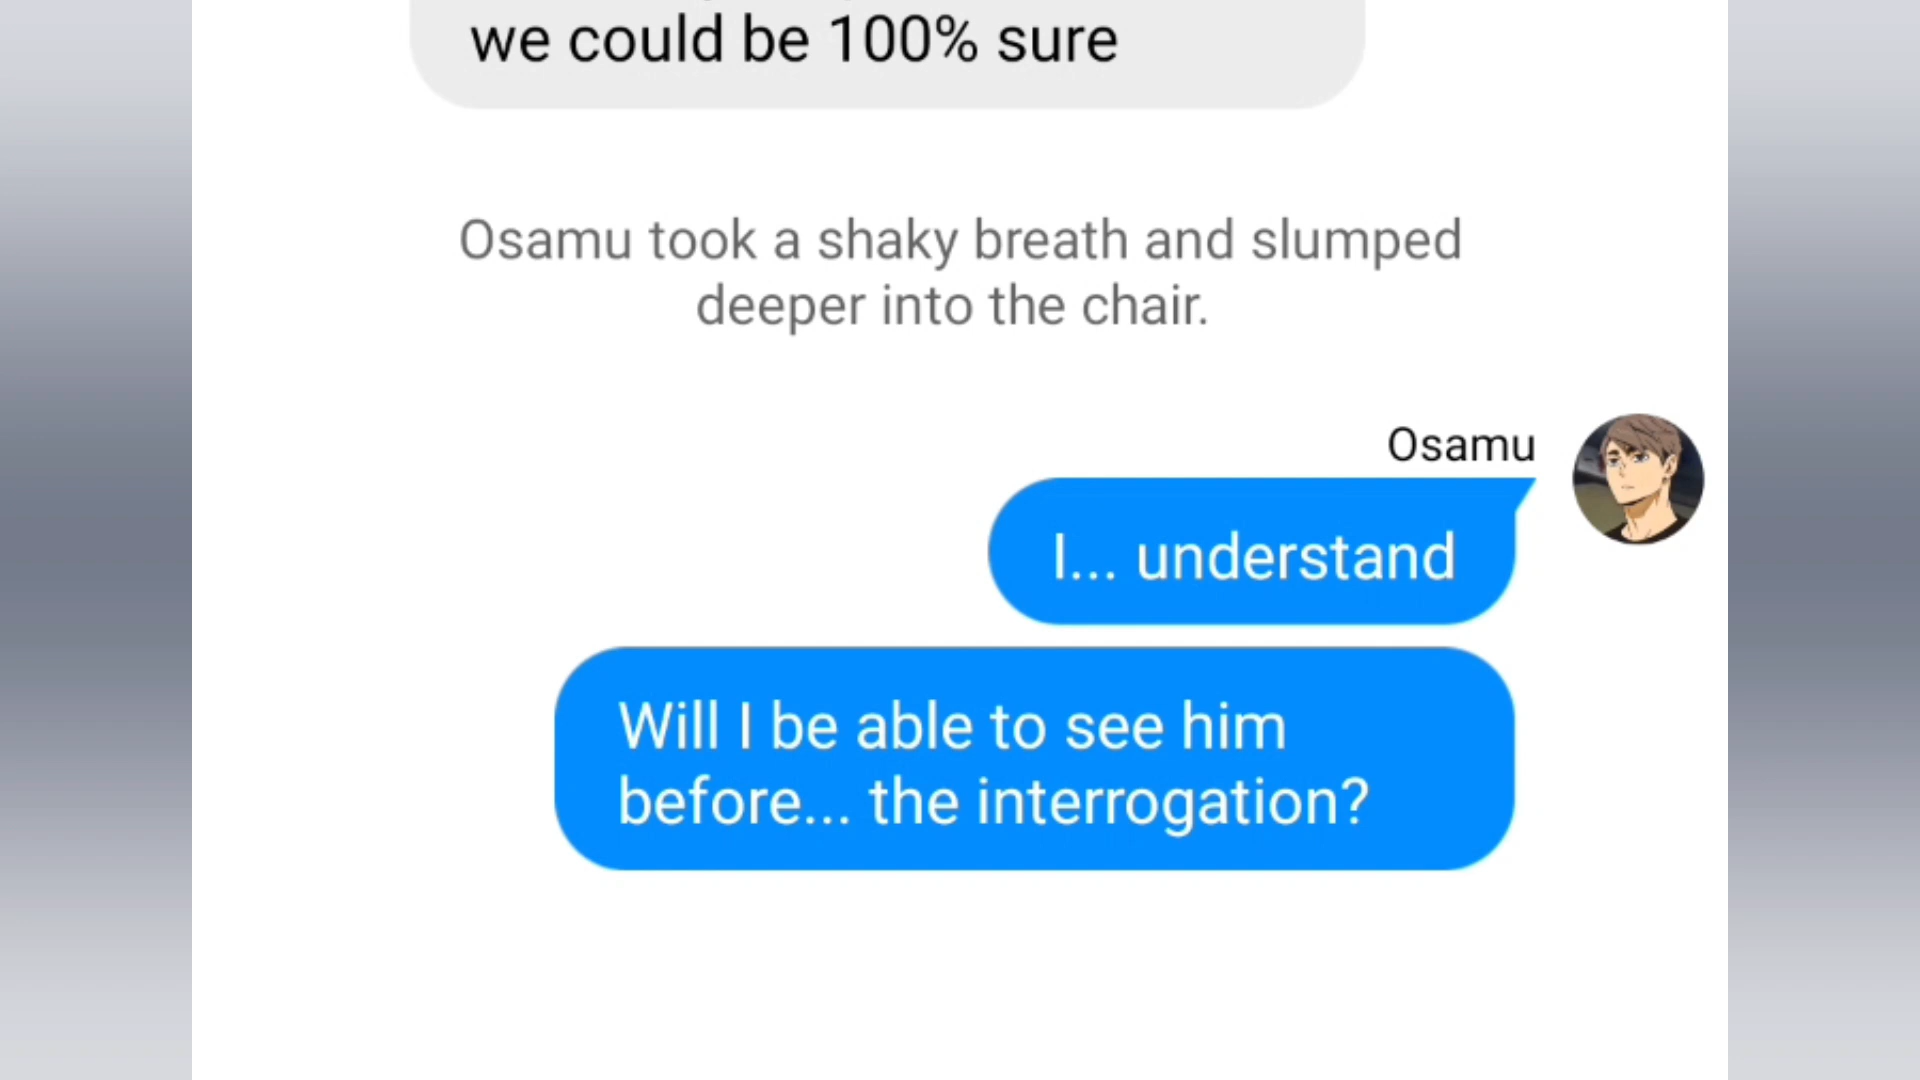 we could be 100% sure
Osamu took a shaky breath and slumped
deeper into the chair.
Osamu
I... understand
Will I be able to see him
before... the interrogation?